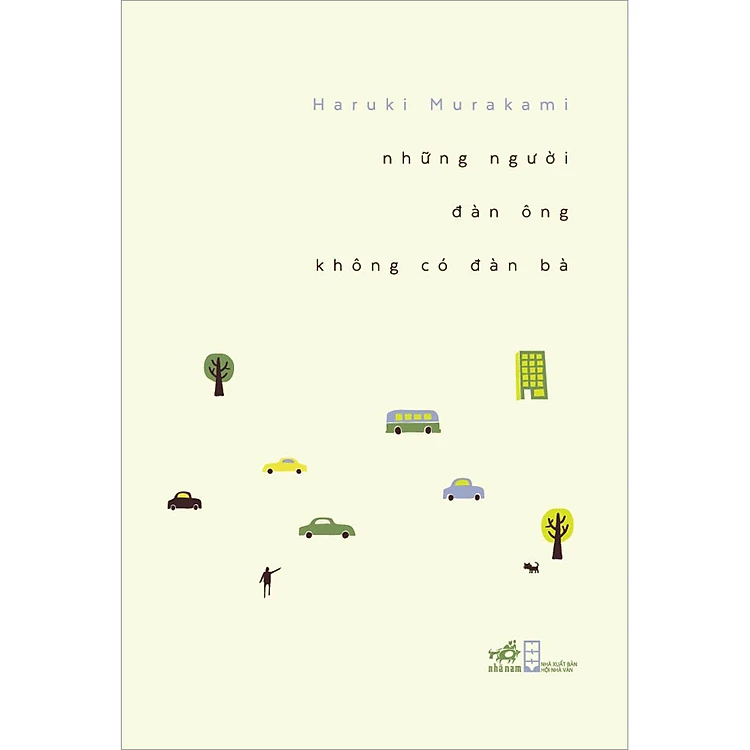 Haruki Murakami
những người
đàn ông
không có đàn bà
nhã nam
NHÀ XUẤT BẢN
HỘI NHÀ VĂN